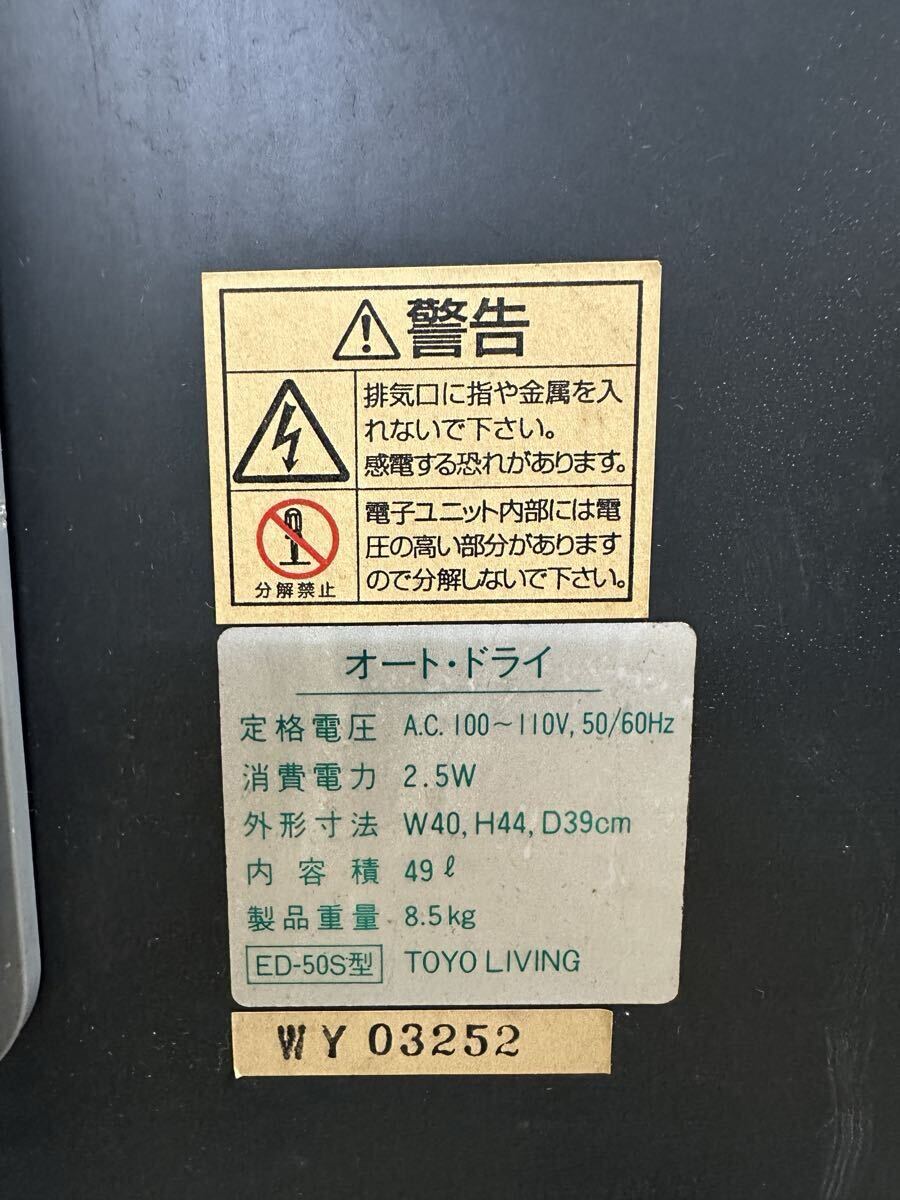 警告
排気口に指や金属を入
れないで下さい。
感電する恐れがあります。
分解禁止
電子ユニット内部には電
圧の高い部分があります
ので分解しないで下さい。
オート・ドライ
定格電圧 A.C. 100~110V, 50/60Hz
消費電力 2.5W
外形寸法 W40, H44, D39cm
内容積 49ℓ
製品重量 8.5kg
ED-50S型 TOYO LIVING
WY 03252